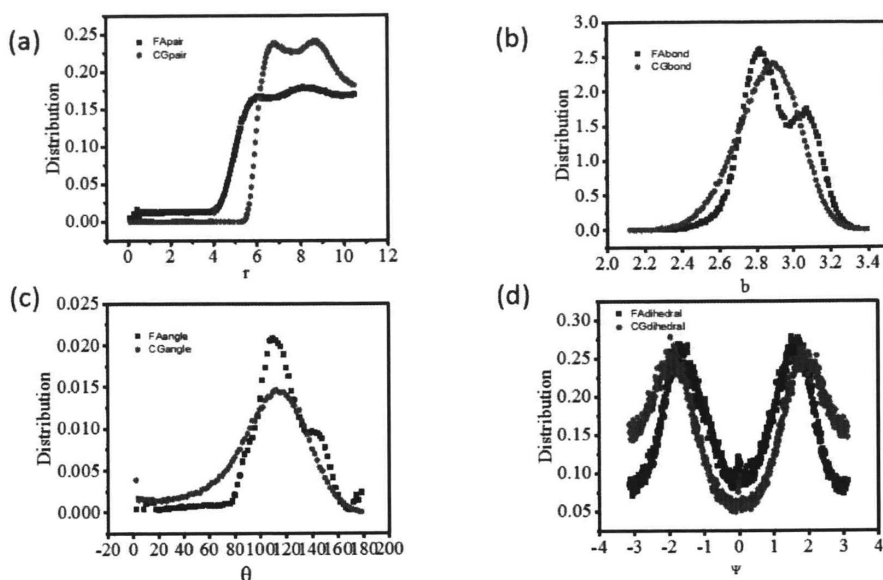 (a)
FApair
CGpair
Distribution
0.25
0.20
0.15
0.10
0.05
0.00
0 2 4 6 8 10 12
r
(b)
FAbond
CGbond
Distribution
3.0
2.5
2.0
1.5
1.0
0.5
0.0
2.0 2.2 2.4 2.6 2.8 3.0 3.2 3.4
b
(c)
FAangle
CGangle
Distribution
0.025
0.020
0.015
0.010
0.005
0.000
-20 0 20 40 60 80 100 120 140 160 180 200
θ
(d)
FAdihedral
CGdihedral
Distribution
0.30
0.25
0.20
0.15
0.10
0.05
-4 -3 -2 -1 0 1 2 3 4
Ψ